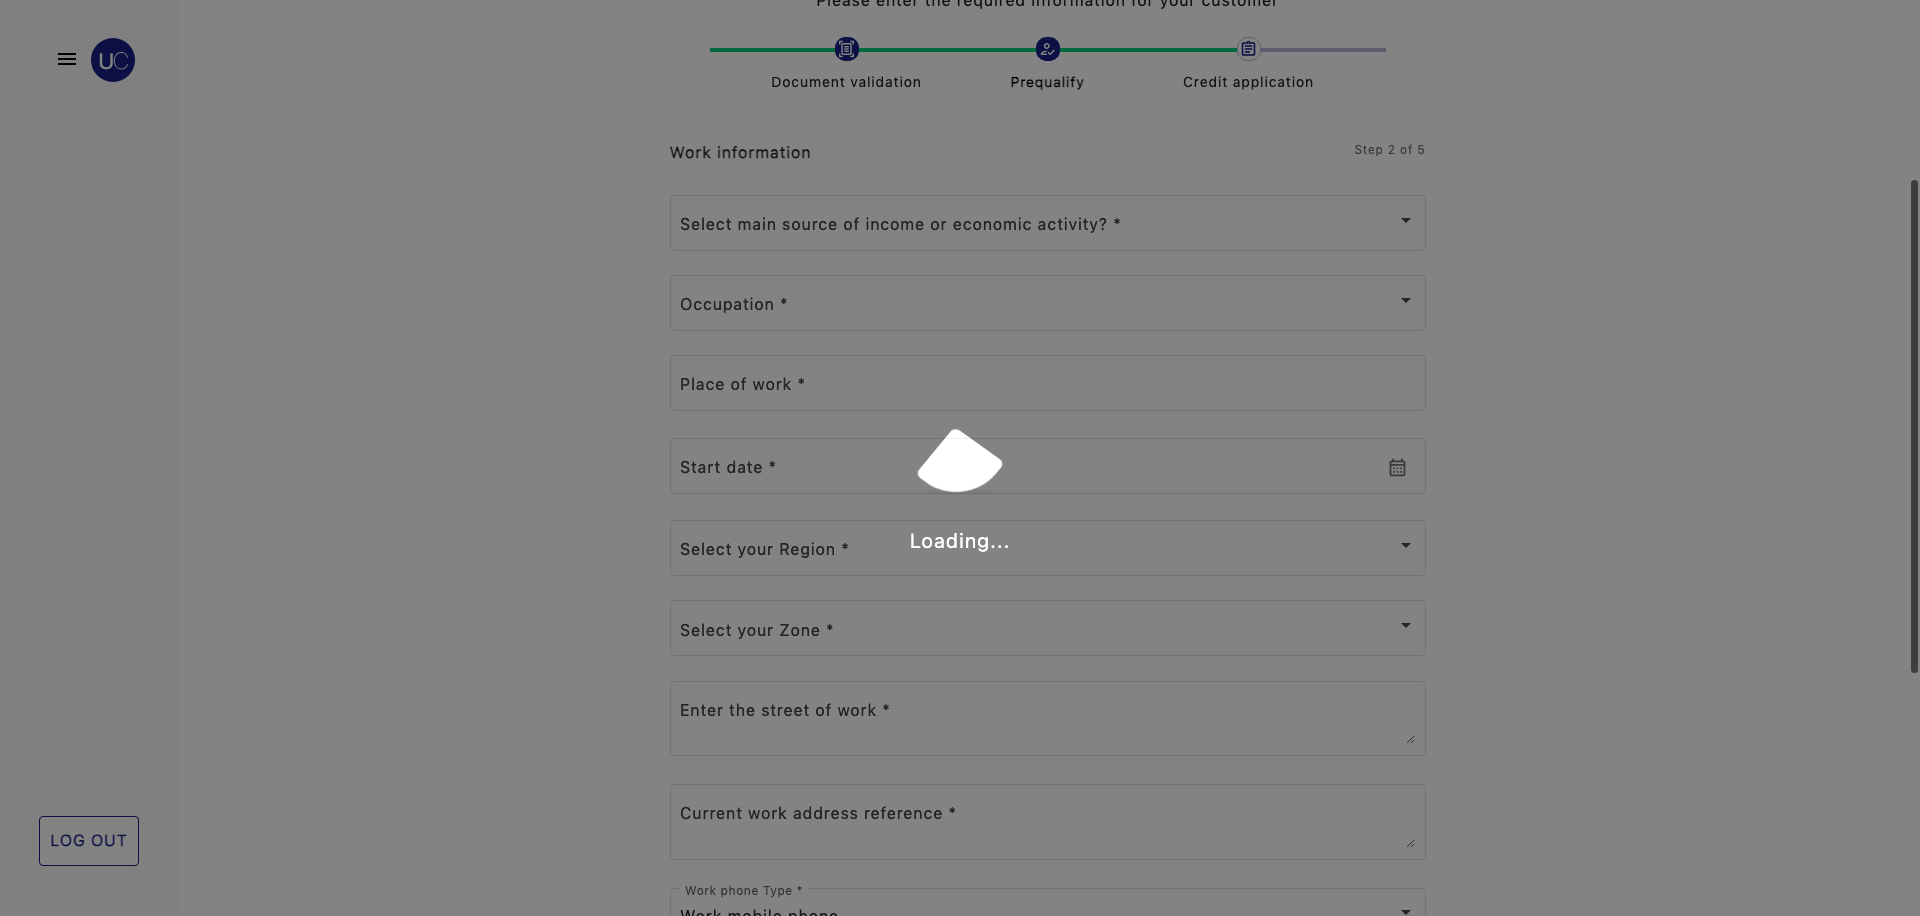 Please enter the required information for your customer
UC
Document validation
Prequalify
Credit application
Work information
Step 2 of 5
Select main source of income or economic activity? *
Occupation *
Place of work *
Start date *
Loading...
Select your Region *
Select your Zone *
Enter the street of work *
Current work address reference *
LOG OUT
Work phone Type *
Work mobile phone